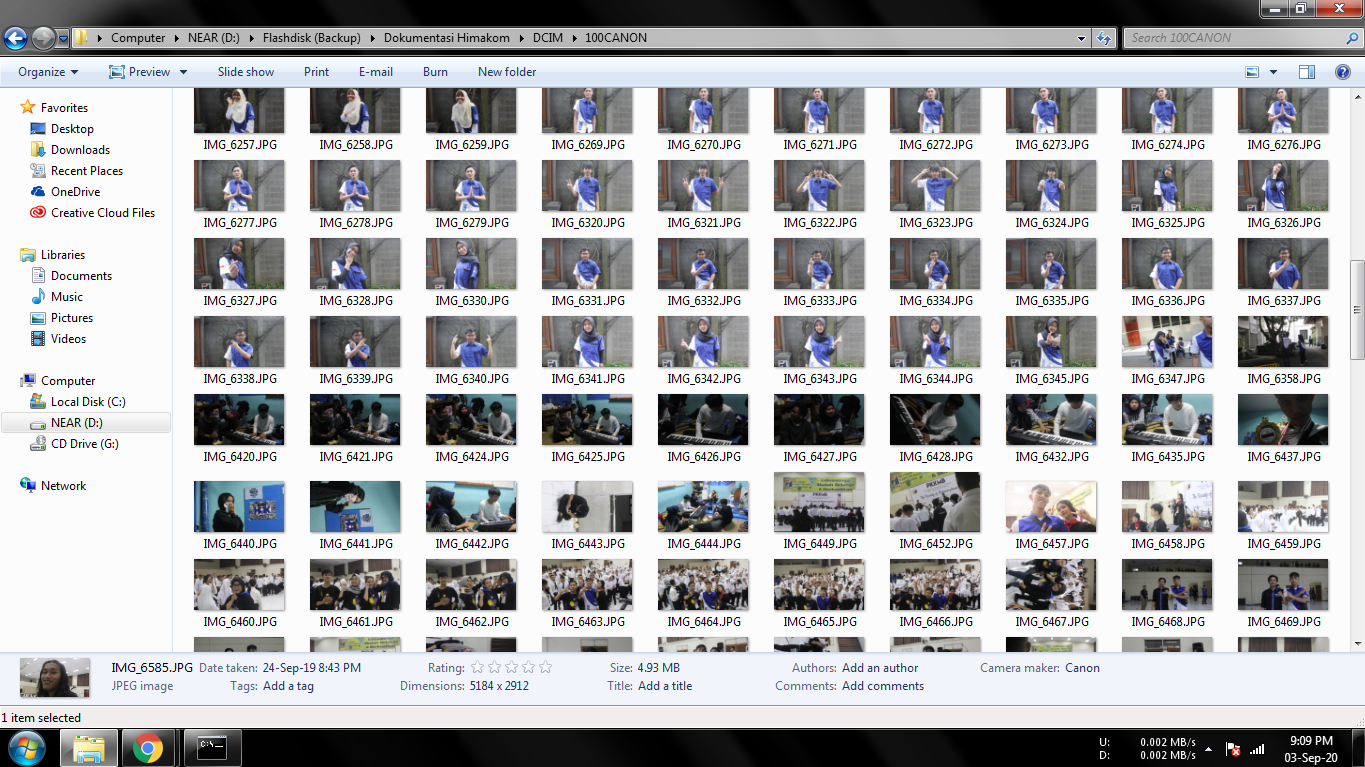 Computer ▸ NEAR (D:) ▸ Flashdisk (Backup) ▸ Dokumentasi Himakom ▸ DCIM ▸ 100CANON
Search 100CANON
Organize Preview Slide show Print E-mail Burn New folder
Favorites
Desktop
Downloads
Recent Places
OneDrive
Creative Cloud Files
Libraries
Documents
Music
Pictures
Videos
Computer
Local Disk (C:)
NEAR (D:)
CD Drive (G:)
Network
IMG_6257.JPG IMG_6258.JPG IMG_6259.JPG IMG_6269.JPG IMG_6270.JPG IMG_6271.JPG IMG_6272.JPG IMG_6273.JPG IMG_6274.JPG IMG_6276.JPG
IMG_6277.JPG IMG_6278.JPG IMG_6279.JPG IMG_6320.JPG IMG_6321.JPG IMG_6322.JPG IMG_6323.JPG IMG_6324.JPG IMG_6325.JPG IMG_6326.JPG
IMG_6327.JPG IMG_6328.JPG IMG_6330.JPG IMG_6331.JPG IMG_6332.JPG IMG_6333.JPG IMG_6334.JPG IMG_6335.JPG IMG_6336.JPG IMG_6337.JPG
IMG_6338.JPG IMG_6339.JPG IMG_6340.JPG IMG_6341.JPG IMG_6342.JPG IMG_6343.JPG IMG_6344.JPG IMG_6345.JPG IMG_6347.JPG IMG_6358.JPG
IMG_6420.JPG IMG_6421.JPG IMG_6424.JPG IMG_6425.JPG IMG_6426.JPG IMG_6427.JPG IMG_6428.JPG IMG_6432.JPG IMG_6435.JPG IMG_6437.JPG
IMG_6440.JPG IMG_6441.JPG IMG_6442.JPG IMG_6443.JPG IMG_6444.JPG IMG_6449.JPG IMG_6452.JPG IMG_6457.JPG IMG_6458.JPG IMG_6459.JPG
IMG_6460.JPG IMG_6461.JPG IMG_6462.JPG IMG_6463.JPG IMG_6464.JPG IMG_6465.JPG IMG_6466.JPG IMG_6467.JPG IMG_6468.JPG IMG_6469.JPG
IMG_6585.JPG Date taken: 24-Sep-19 8:43 PM Rating: Size: 4.93 MB Authors: Add an author Camera maker: Canon
JPEG image Tags: Add a tag Dimensions: 5184 x 2912 Title: Add a title Comments: Add comments
1 item selected
U: 0.002 MB/s
D: 0.002 MB/s
9:09 PM
03-Sep-20